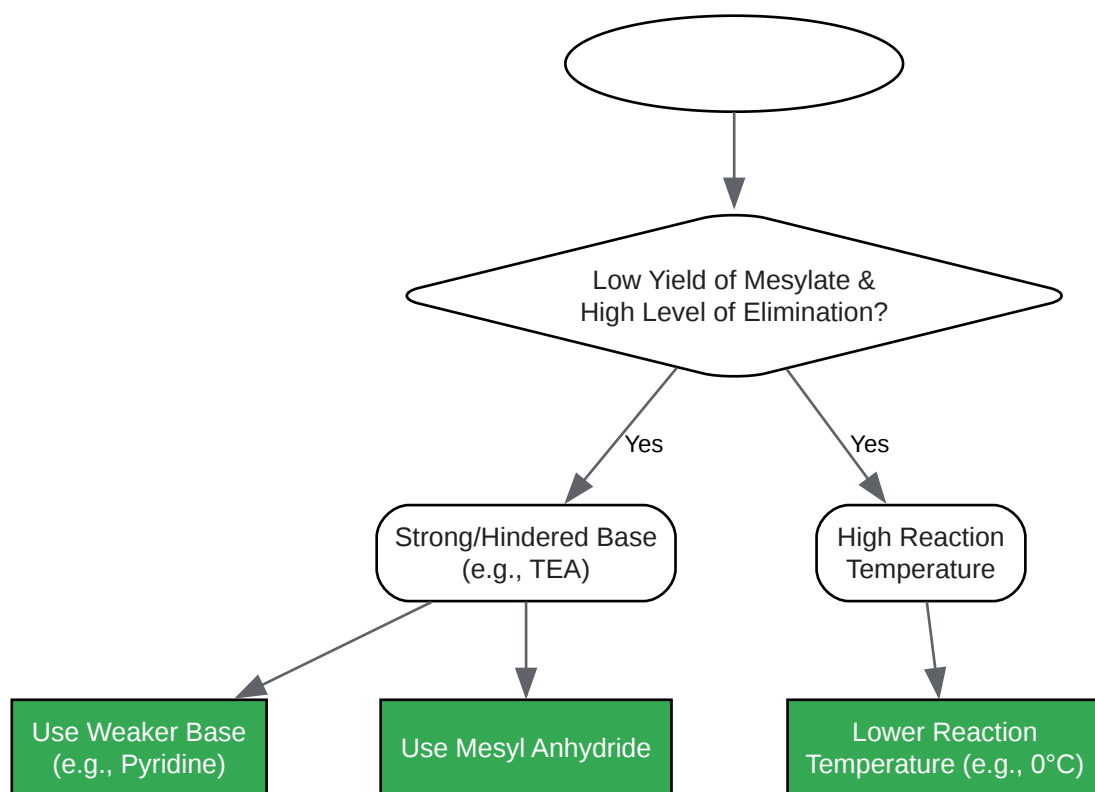 Low Yield of Mesylate &
High Level of Elimination?
Yes
Yes
Strong/Hindered Base
(e.g., TEA)
High Reaction
Temperature
Use Weaker Base
(e.g., Pyridine)
Use Mesyl Anhydride
Lower Reaction
Temperature (e.g., 0°C)